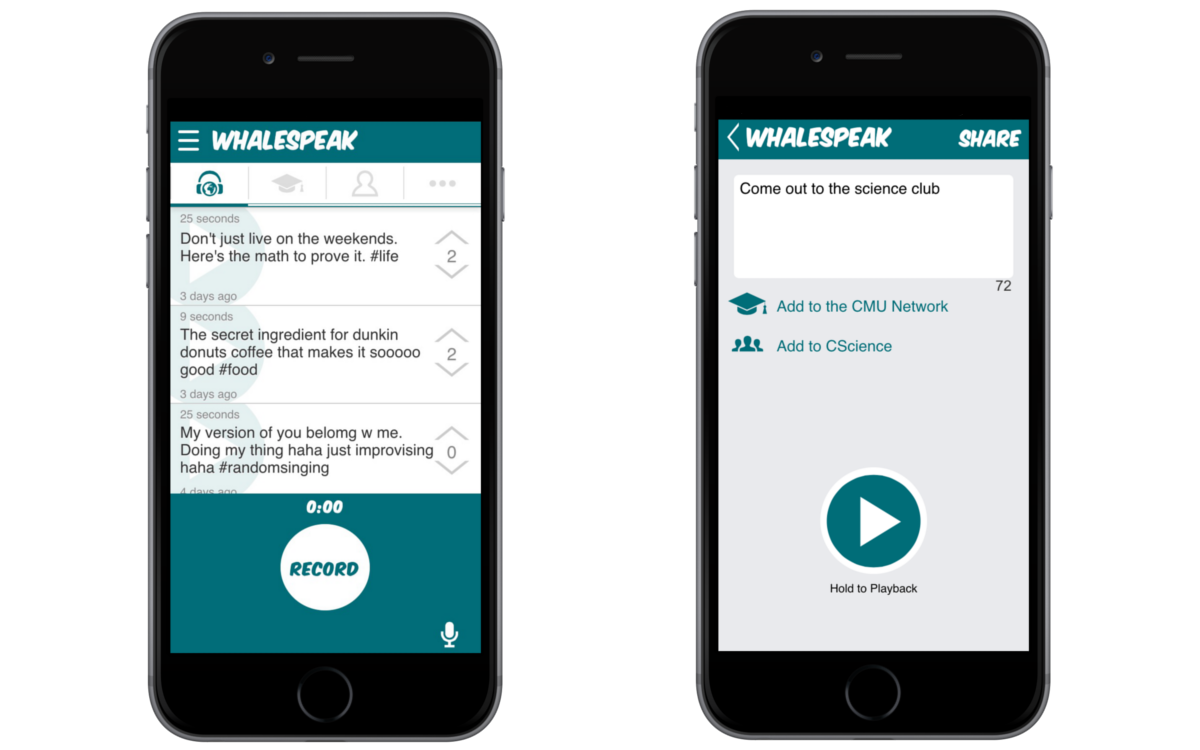 WHALESPEAK
25 seconds
Don't just live on the weekends.
Here's the math to prove it. #life
2
3 days ago
9 seconds
The secret ingredient for dunkin
donuts coffee that makes it sooooo
good #food
2
3 days ago
25 seconds
My version of you belomg w me.
Doing my thing haha just improvising
haha #randomsinging
0
4 days ago
0:00
RECORD
WHALESPEAK SHARE
Come out to the science club
72
Add to the CMU Network
Add to CScience
Hold to Playback